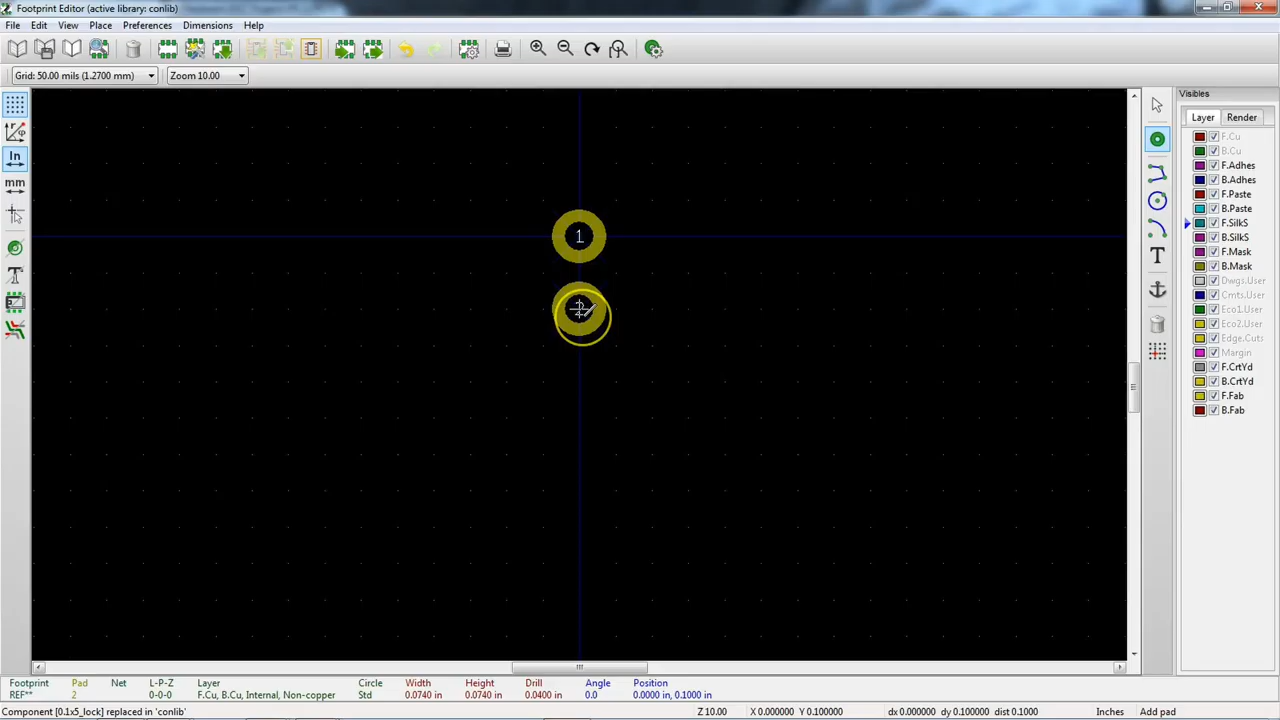 Footprint Editor (active library: conlib)
File Edit View Place Preferences Dimensions Help
Grid: 50.00 mils (1.2700 mm) Zoom 10.00
In
mm
T
1
2
T
Visibles
Layer Render
F.Cu
B.Cu
F.Adhes
B.Adhes
F.Paste
B.Paste
F.SilkS
B.SilkS
F.Mask
B.Mask
Dwgs.User
Cmts.User
Eco1.User
Eco2.User
Edge.Cuts
Margin
F.CrtYd
B.CrtYd
F.Fab
B.Fab
Footprint Pad Net L-P-Z Layer Circle Width Height Drill Angle Position
REF** 2 0-0-0 F.Cu, B.Cu, Internal, Non-copper Std 0.0740 in 0.0740 in 0.0400 in 0.0 0.0000 in, 0.1000 in
Component [0.1x5_lock] replaced in 'conlib' Z 10.00 X 0.000000 Y 0.100000 dx 0.000000 dy 0.100000 dist 0.1000 Inches Add pad